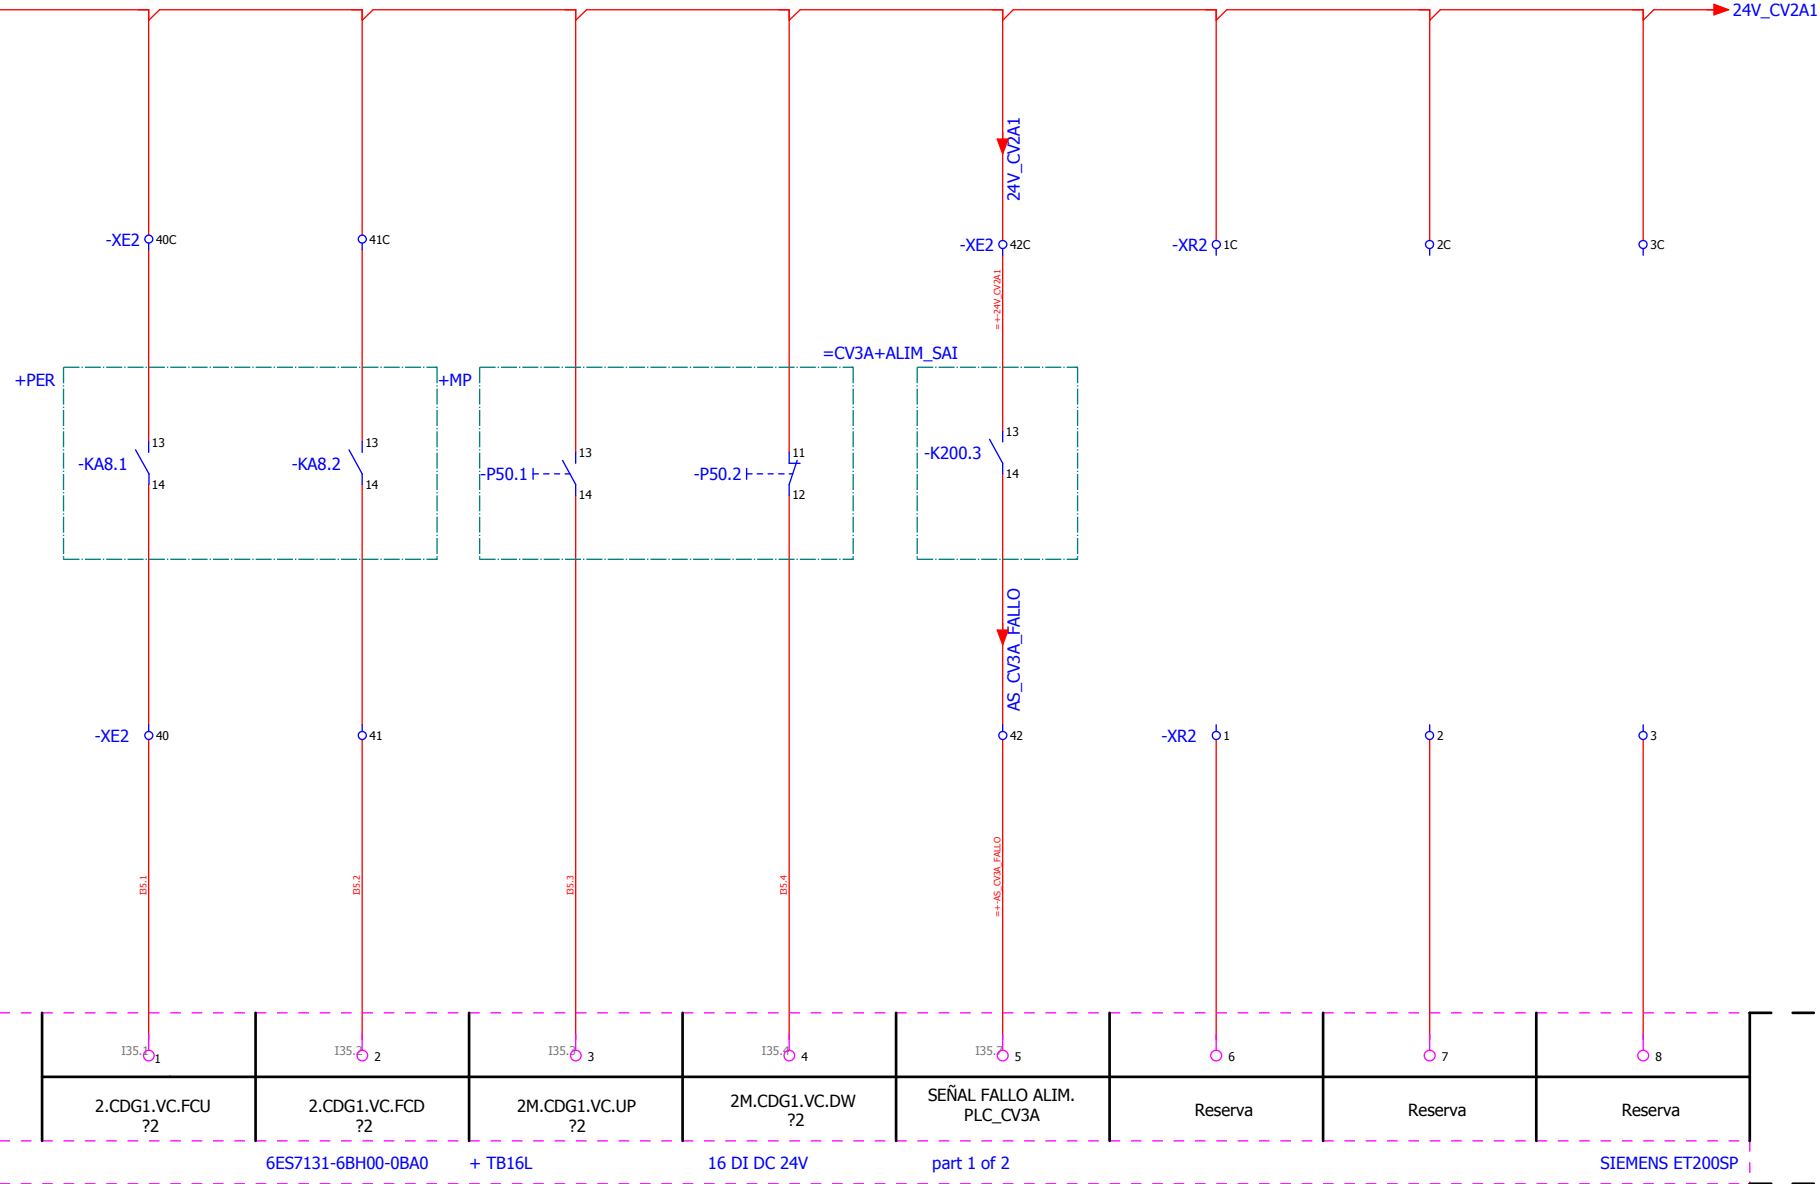 24V_CV2A1
24V_CV2A1
-XE2 40C
41C
-XE2 42C
-XR2 1C
2C
3C
=+-24V_CV2A1
=CV3A+ALIM_SAI
+PER
+MP
-KA8.1 13 14
-KA8.2 13 14
-P50.1 13 14
-P50.2 11 12
-K200.3 13 14
AS_CV3A_FALLO
-XE2 40
41
42
-XR2 1
2
3
I35.1
I35.2
I35.3
I35.4
=+-AS_CV3A_FALLO
I35.1 1
I35.2 2
I35.3 3
I35.4 4
I35.7 5
6
7
8
2.CDG1.VC.FCU
?2
2.CDG1.VC.FCD
?2
2M.CDG1.VC.UP
?2
2M.CDG1.VC.DW
?2
SEÑAL FALLO ALIM.
PLC_CV3A
Reserva
Reserva
Reserva
6ES7131-6BH00-0BA0 + TB16L 16 DI DC 24V part 1 of 2 SIEMENS ET200SP